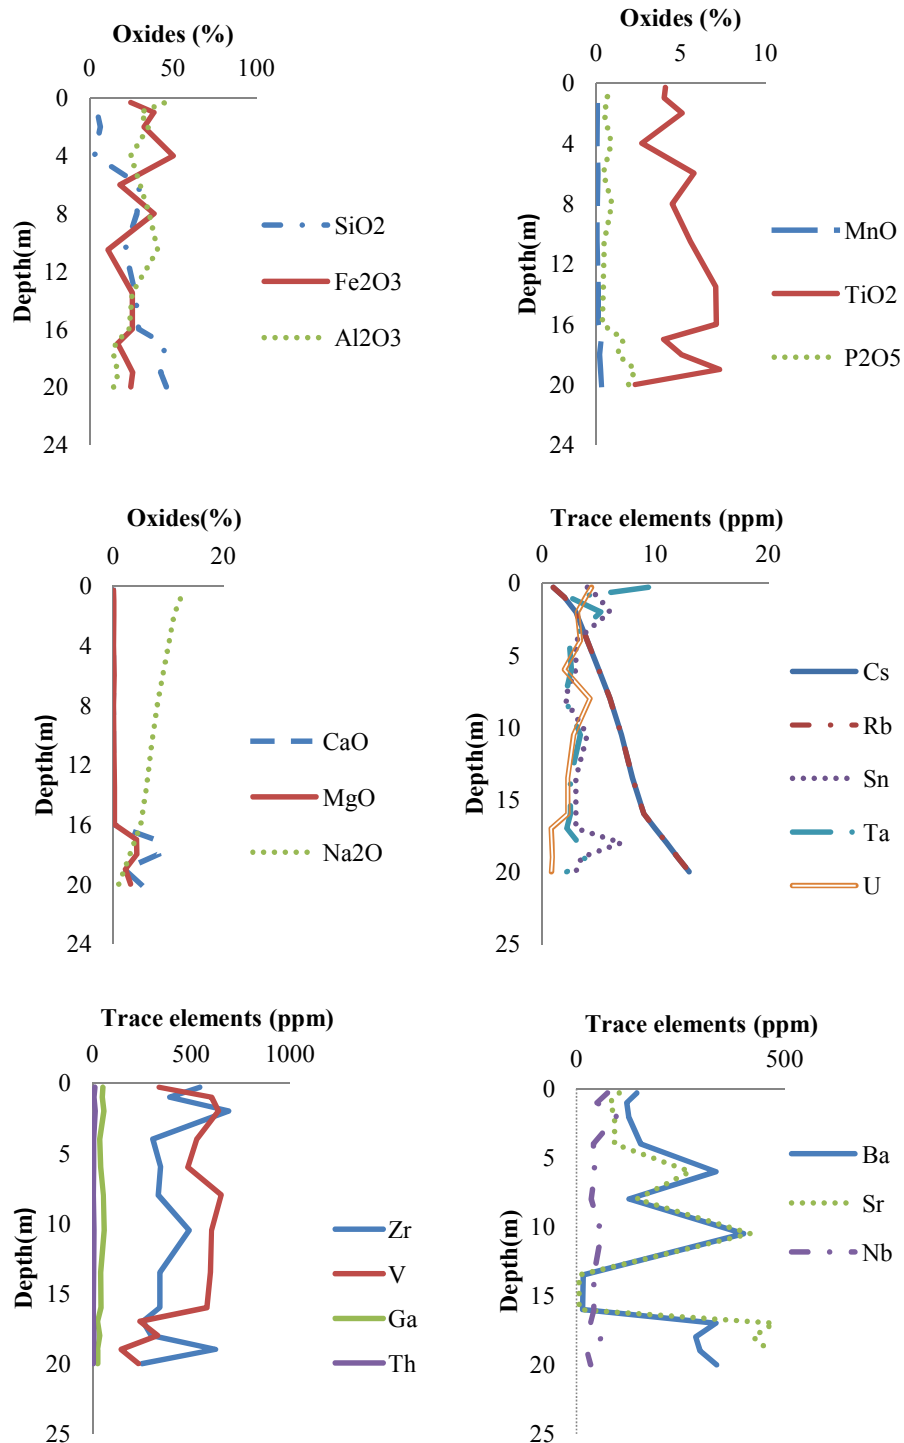 Oxides (%)
0 50 100
0
4
8
12
16
20
24
Depth(m)
SiO2
Fe2O3
Al2O3
Oxides (%)
0 5 10
0
4
8
12
16
20
24
Depth(m)
MnO
TiO2
P2O5
Oxides(%)
0 20
0
4
8
12
16
20
24
Depth(m)
CaO
MgO
Na2O
Trace elements (ppm)
0 10 20
0
5
10
15
20
25
Depth(m)
Cs
Rb
Sn
Ta
U
Trace elements (ppm)
0 500 1000
0
5
10
15
20
25
Depth(m)
Zr
V
Ga
Th
Trace elements (ppm)
0 500
0
5
10
15
20
25
Depth(m)
Ba
Sr
Nb